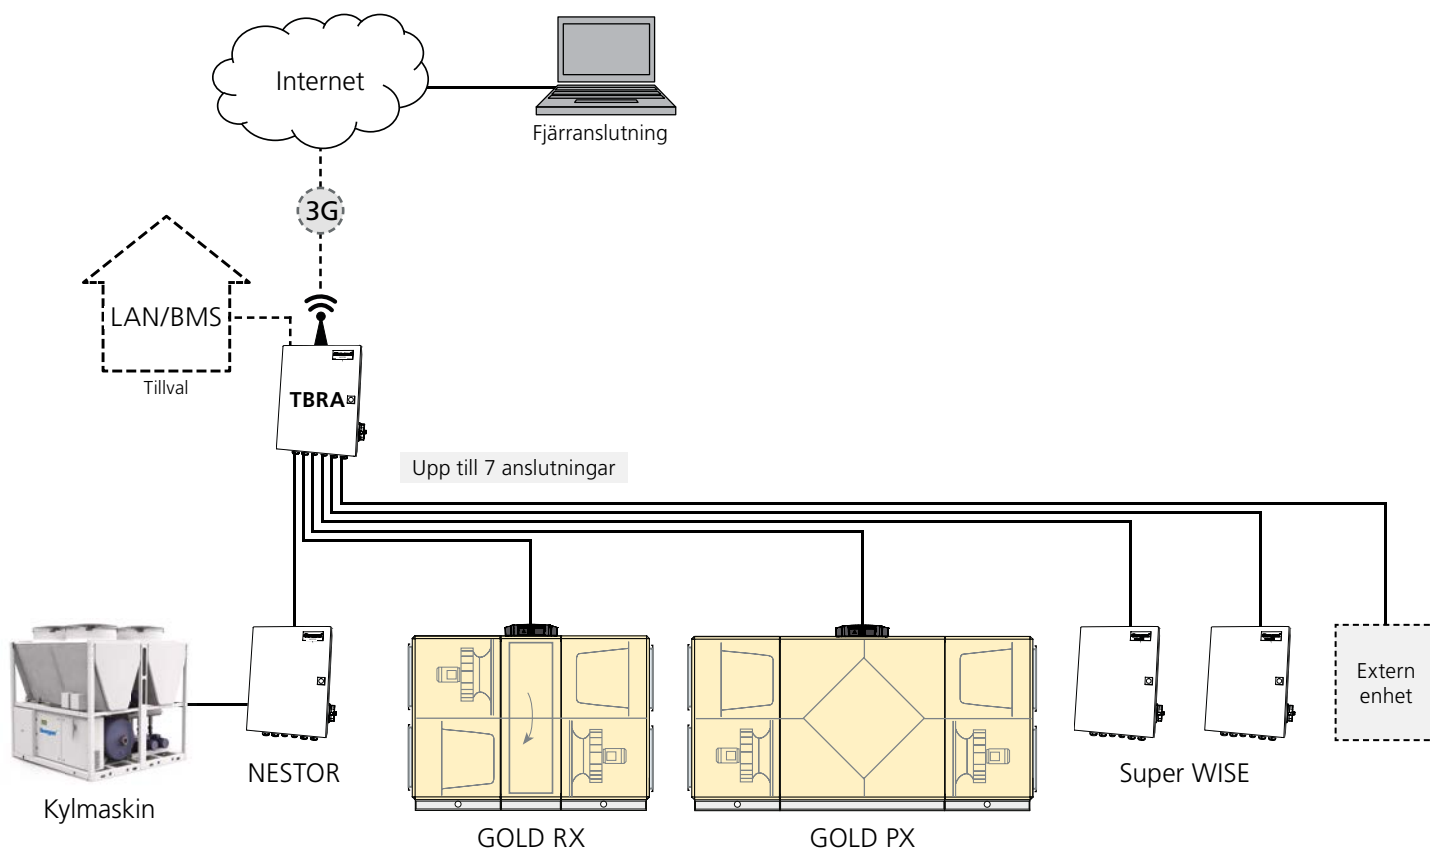 Internet
Fjärranslutning
3G
LAN/BMS
Tillval
TBRA
Upp till 7 anslutningar
Extern
enhet
NESTOR
Super WISE
Kylmaskin
GOLD RX
GOLD PX